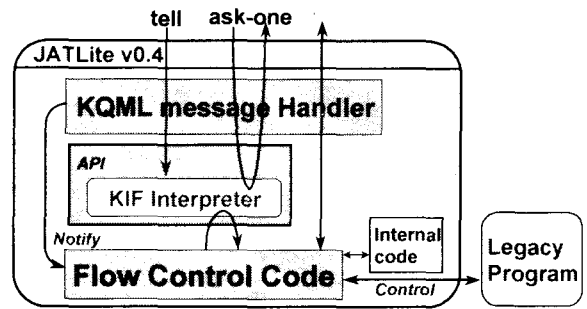 tell ask-one
JATLite v0.4
KQML message Handler
API
KIF Interpreter
Notify
Internal
code
Flow Control Code
Control
Legacy
Program